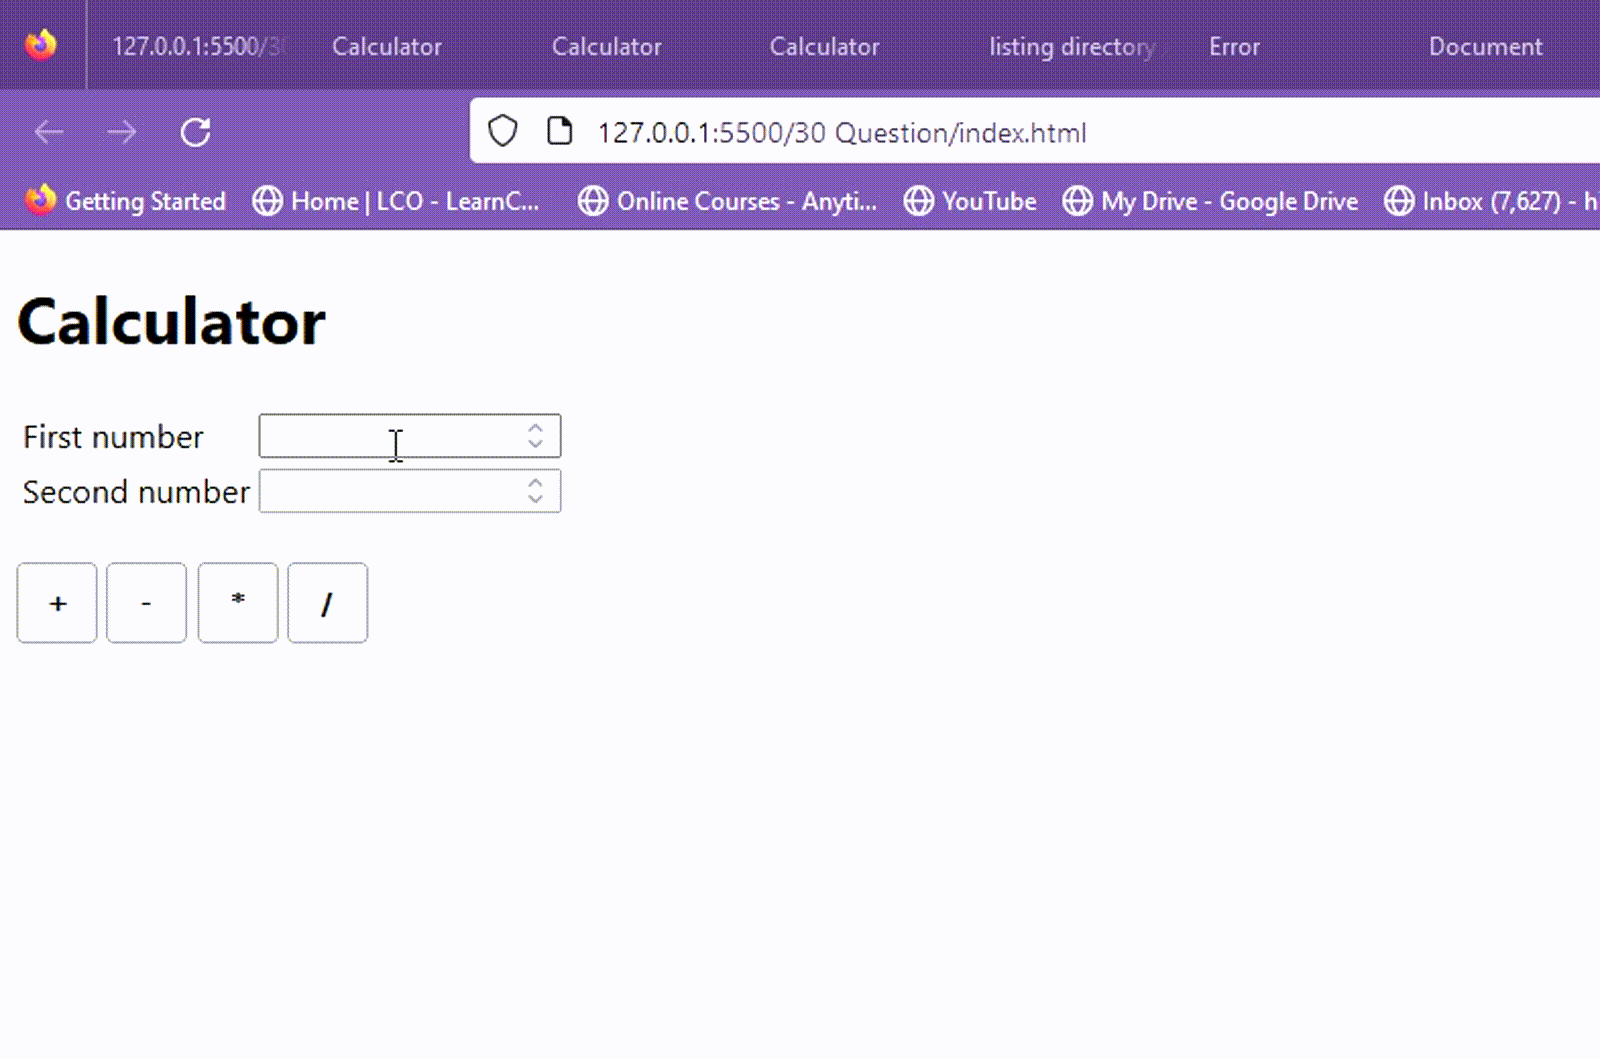 127.0.0.1:5500/30 Calculator Calculator Calculator listing directory Error Document
127.0.0.1:5500/30 Question/index.html
Getting Started Home | LCO - LearnC... Online Courses - Anyti... YouTube My Drive - Google Drive Inbox (7,627) - h
Calculator
First number
Second number
+ - * /